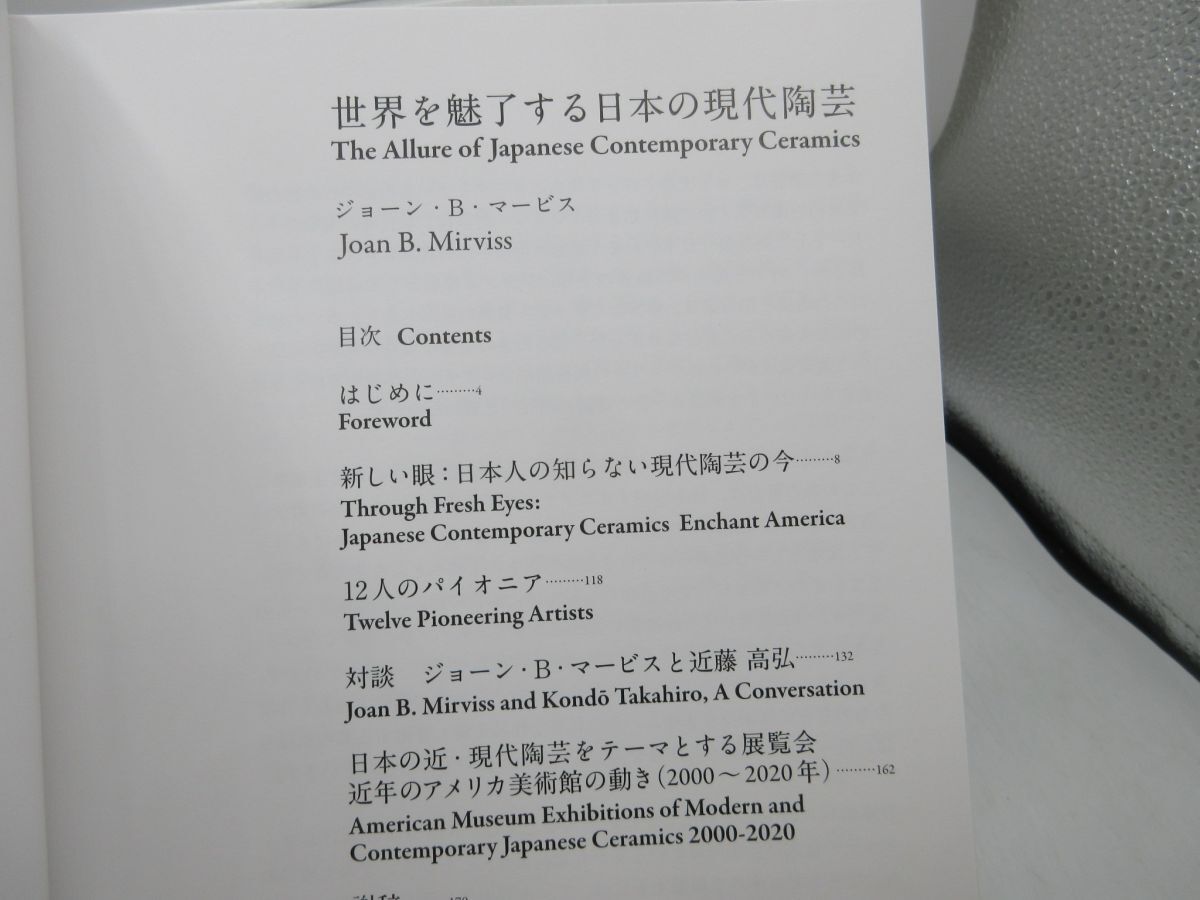 世界を魅了する日本の現代陶芸
The Allure of Japanese Contemporary Ceramics
ジョーン・B・マービス
Joan B. Mirviss
目次 Contents
はじめに………4
Foreword
新しい眼：日本人の知らない現代陶芸の今………8
Through Fresh Eyes:
Japanese Contemporary Ceramics Enchant America
12人のパイオニア………118
Twelve Pioneering Artists
対談　ジョーン・B・マービスと近藤 高弘………132
Joan B. Mirviss and Kondō Takahiro, A Conversation
日本の近・現代陶芸をテーマとする展覧会
近年のアメリカ美術館の動き（2000～2020年）………162
American Museum Exhibitions of Modern and
Contemporary Japanese Ceramics 2000-2020